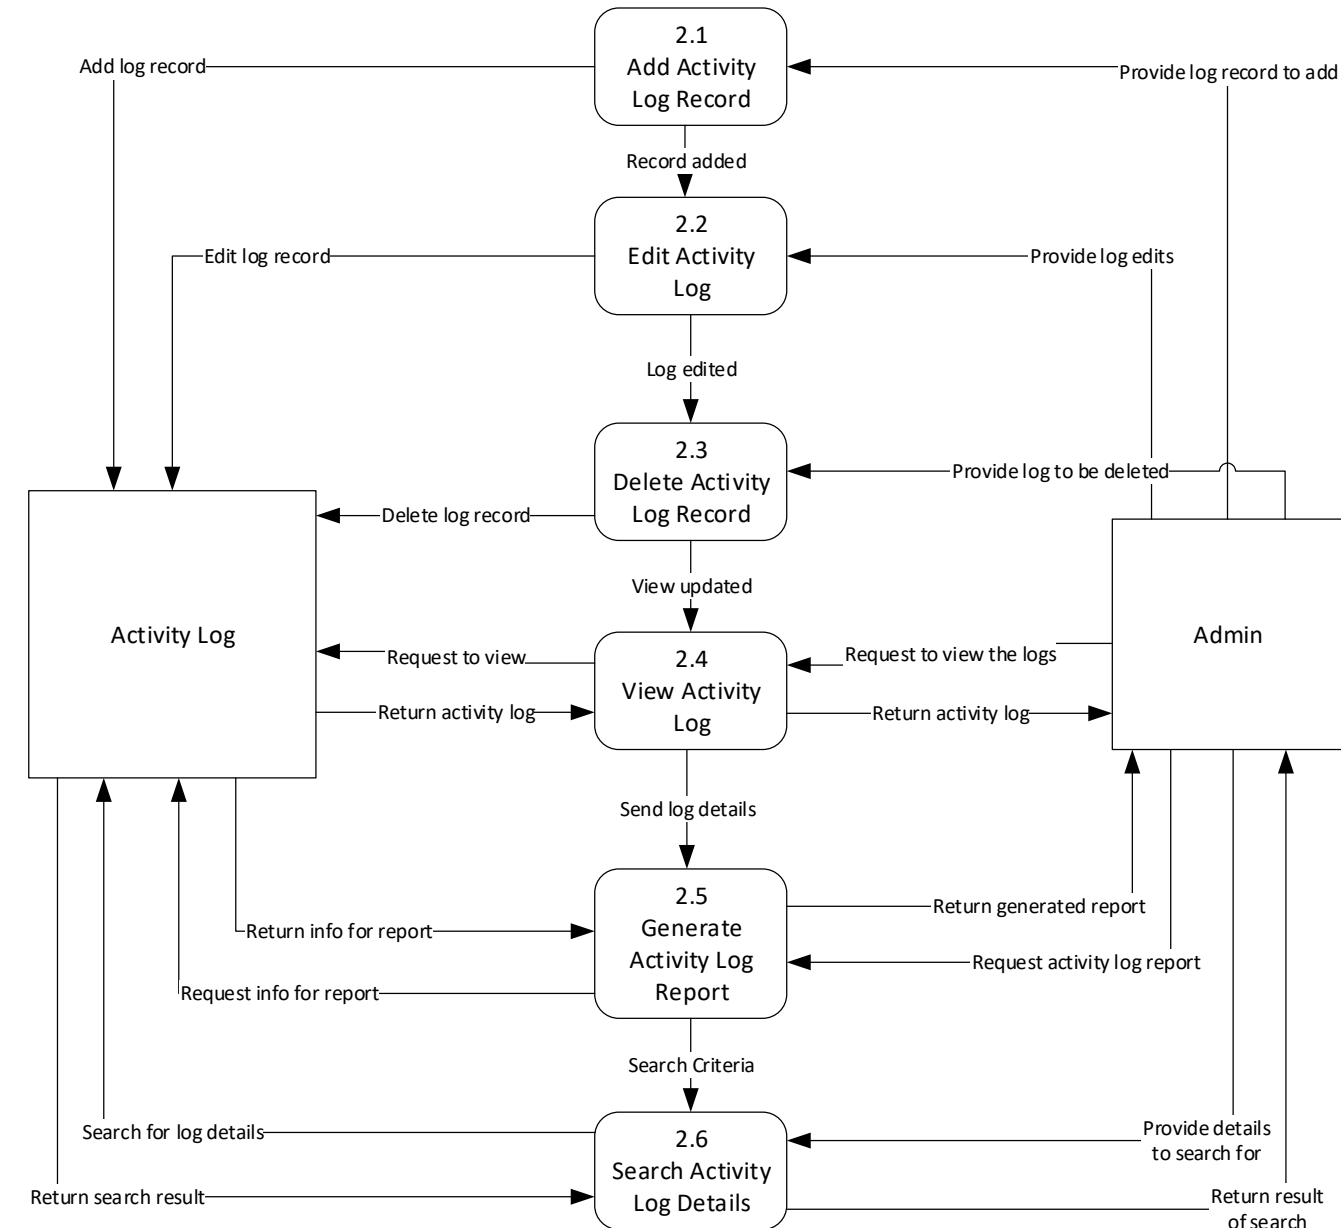 2.1
Add Activity
Log Record
Add log record
Provide log record to add
Record added
2.2
Edit Activity
Log
Edit log record
Provide log edits
Log edited
2.3
Delete Activity
Log Record
Provide log to be deleted
Delete log record
View updated
Activity Log
Admin
2.4
View Activity
Log
Request to view
Request to view the logs
Return activity log
Return activity log
Send log details
2.5
Generate
Activity Log
Report
Return generated report
Return info for report
Request activity log report
Request info for report
Search Criteria
2.6
Search Activity
Log Details
Search for log details
Provide details
to search for
Return search result
Return result
of search